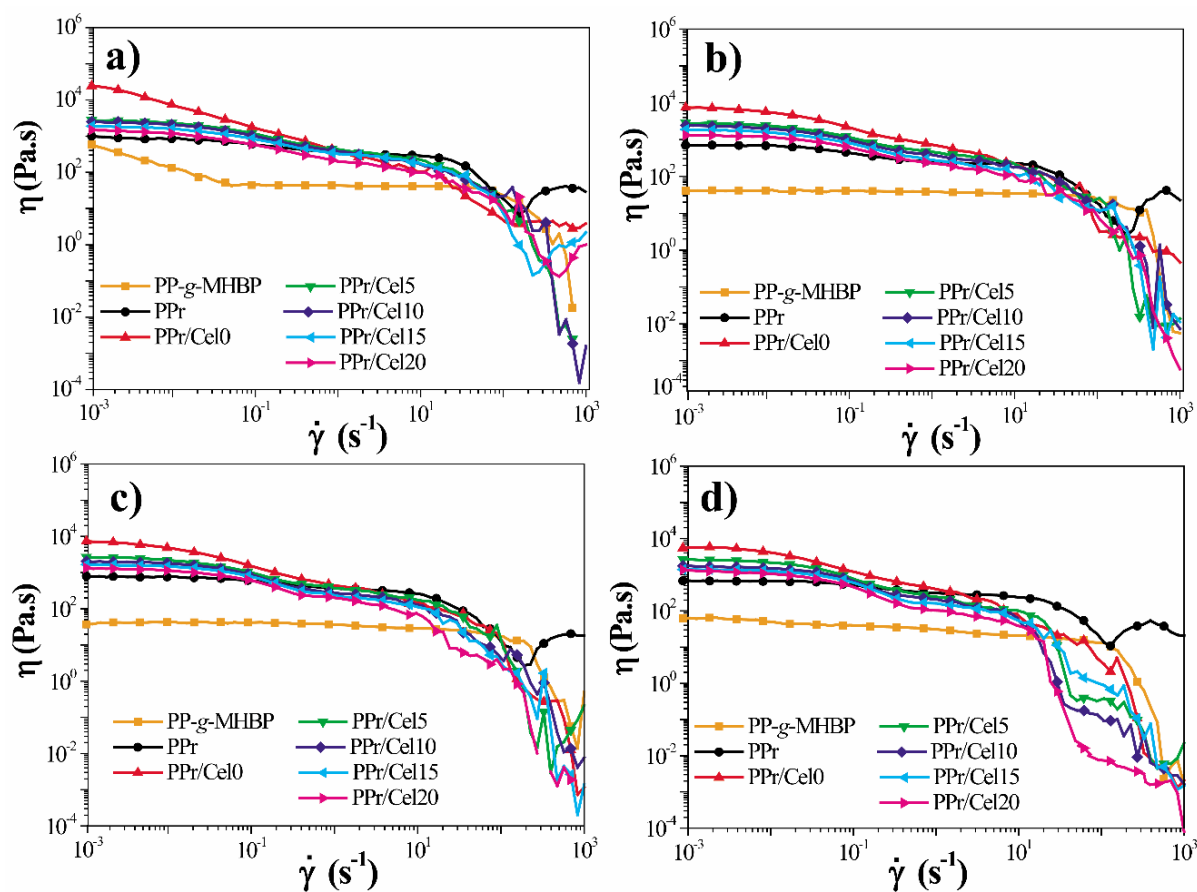 a)
η (Pa.s)
10^6
10^4
10^2
10^0
10^-2
10^-4
PP-g-MHBP
PPr
PPr/Cel0
PPr/Cel5
PPr/Cel10
PPr/Cel15
PPr/Cel20
10^-3 10^-1 10^1 10^3
γ̇ (s^-1)
b)
η (Pa.s)
10^6
10^4
10^2
10^0
10^-2
10^-4
PP-g-MHBP
PPr
PPr/Cel0
PPr/Cel5
PPr/Cel10
PPr/Cel15
PPr/Cel20
10^-3 10^-1 10^1 10^3
γ̇ (s^-1)
c)
η (Pa.s)
10^6
10^4
10^2
10^0
10^-2
10^-4
PP-g-MHBP
PPr
PPr/Cel0
PPr/Cel5
PPr/Cel10
PPr/Cel15
PPr/Cel20
10^-3 10^-1 10^1 10^3
γ̇ (s^-1)
d)
η (Pa.s)
10^6
10^4
10^2
10^0
10^-2
10^-4
PP-g-MHBP
PPr
PPr/Cel0
PPr/Cel5
PPr/Cel10
PPr/Cel15
PPr/Cel20
10^-3 10^-1 10^1 10^3
γ̇ (s^-1)